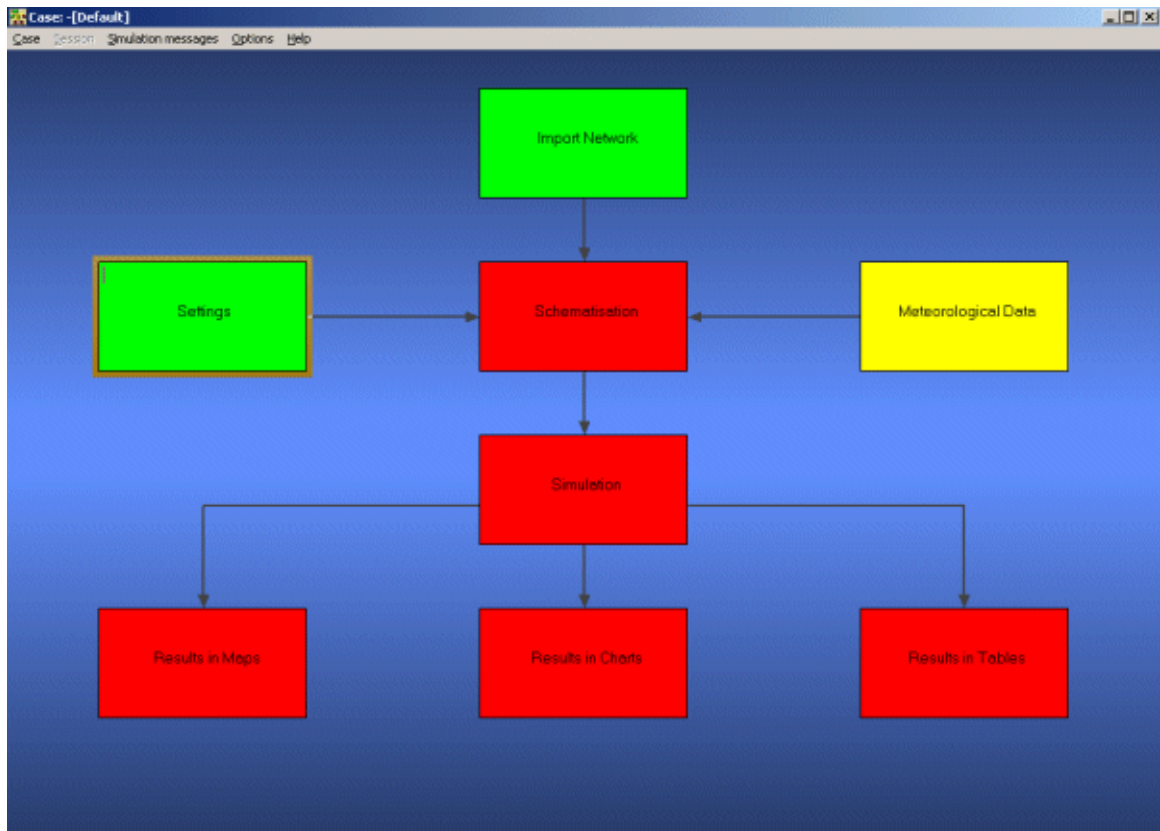 Case: -[Default]
Case Session Simulation messages Options Help
Import Network
Settings
Schematisation
Meteorological Data
Simulation
Results in Maps
Results in Charts
Results in Tables